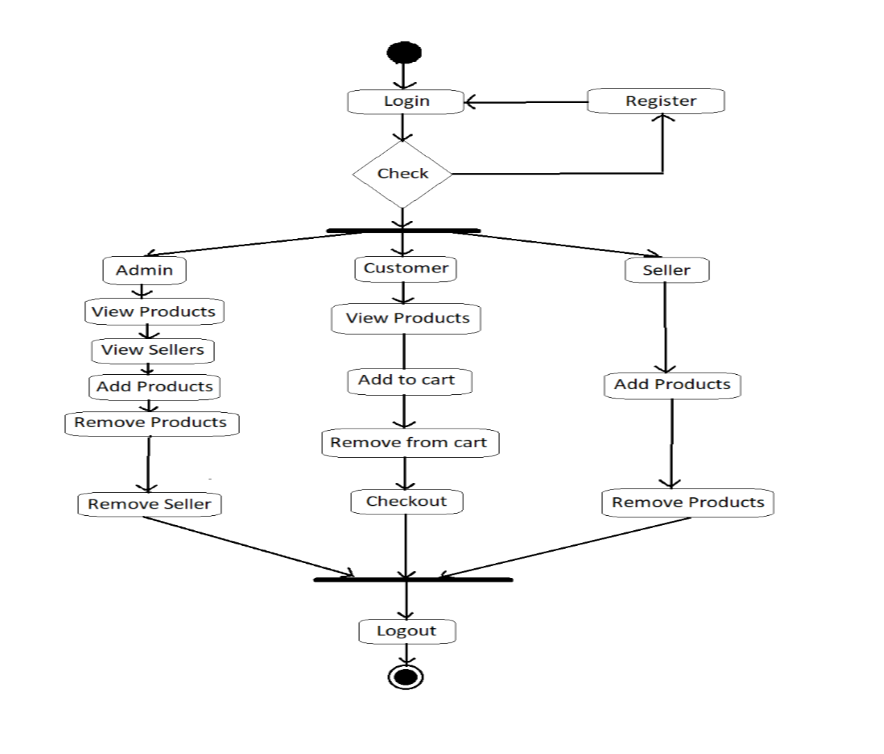 Login
Register
Check
Admin
Customer
Seller
View Products
View Products
View Sellers
Add Products
Add to cart
Add Products
Remove Products
Remove from cart
Remove Seller
Checkout
Remove Products
Logout